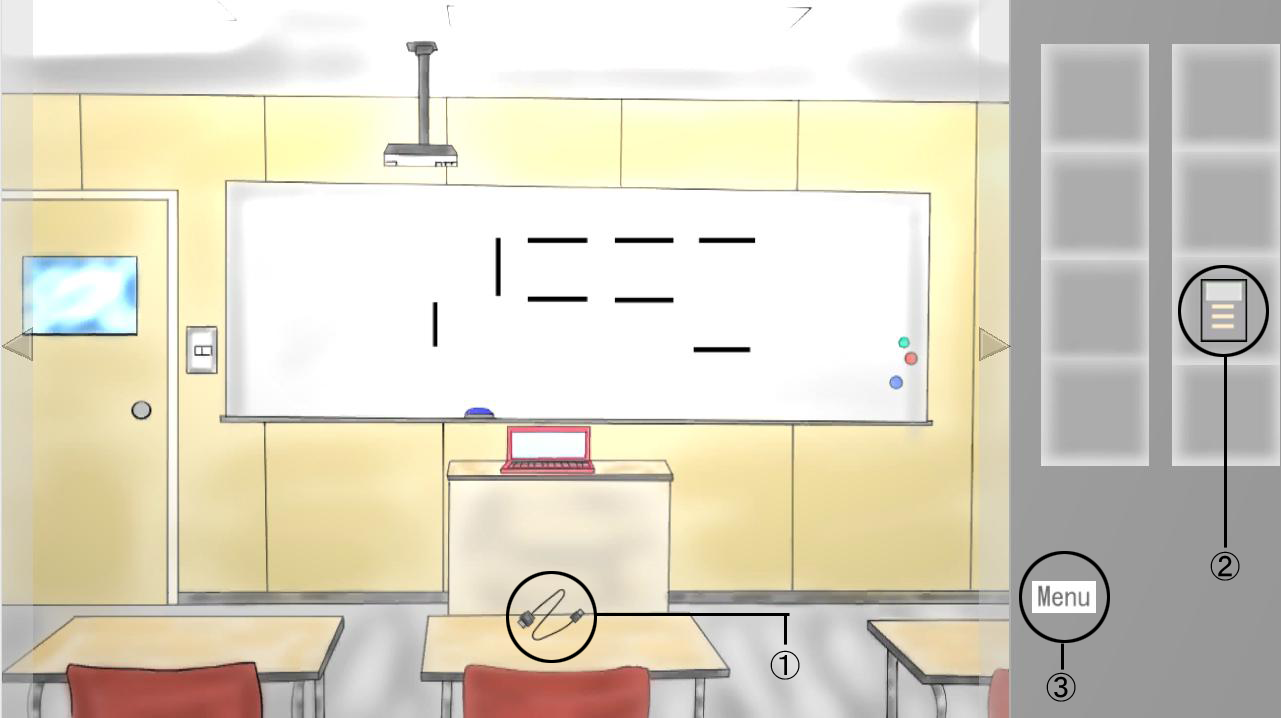 ②
Menu
①
③